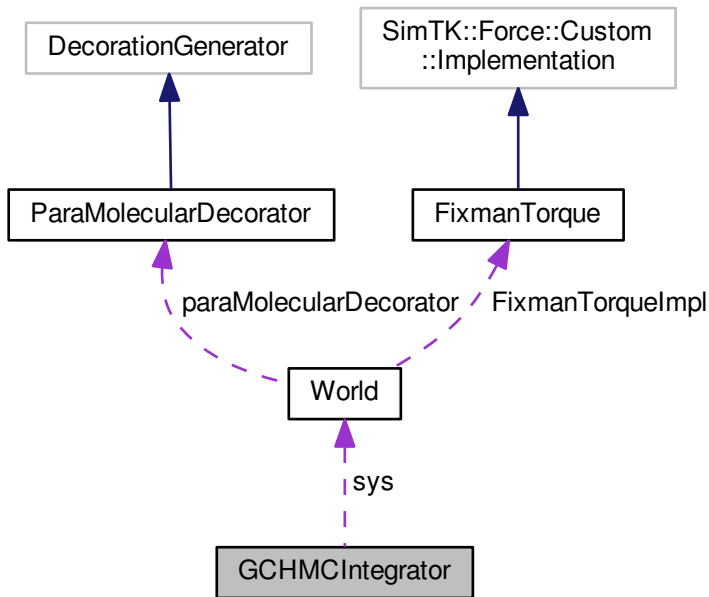 DecorationGenerator
SimTK::Force::Custom
::Implementation
ParaMolecularDecorator
FixmanTorque
paraMolecularDecorator
FixmanTorqueImpl
World
sys
GCHMCIntegrator